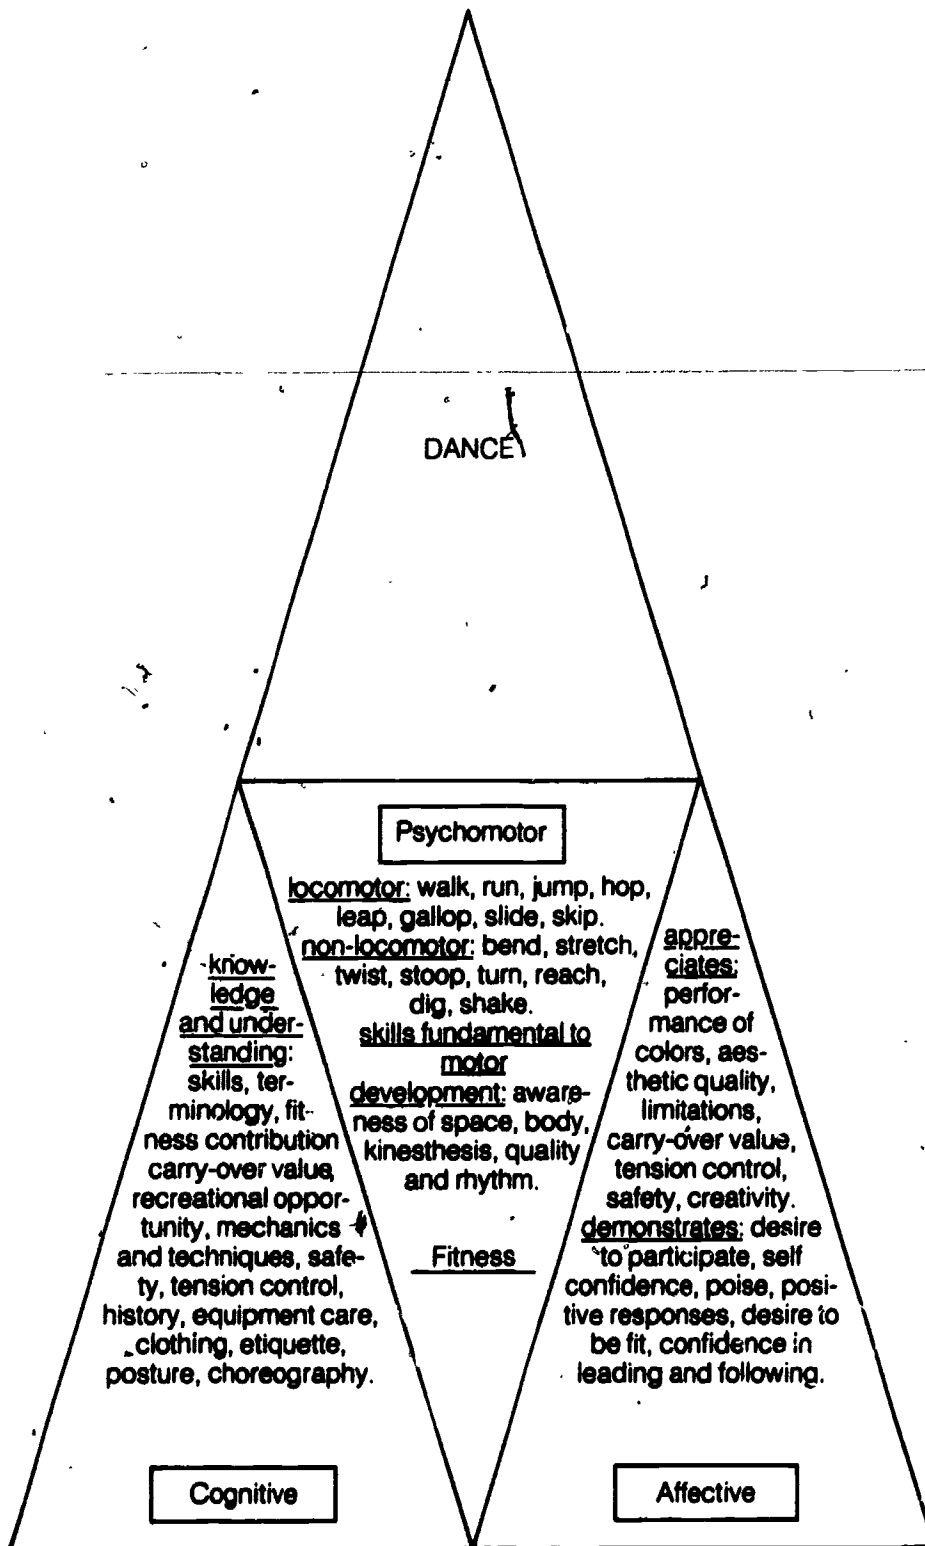 DANCE
Psychomotor
locomotor: walk, run, jump, hop,
leap, gallop, slide, skip.
non-locomotor: bend, stretch,
twist, stoop, turn, reach,
dig, shake.
skills fundamental to
motor
development: aware-
ness of space, body,
kinesthesis, quality
and rhythm.
Fitness
know-
ledge
and under-
standing:
skills, ter-
minology, fit-
ness contribution
carry-over value,
recreational oppor-
tunity, mechanics
and techniques, safe-
ty, tension control,
history, equipment care,
clothing, etiquette,
posture, choreography.
Cognitive
appre-
ciates:
perfor-
mance of
colors, aes-
thetic quality,
limitations,
carry-over value,
tension control,
safety, creativity.
demonstrates: desire
to participate, self
confidence, poise, posi-
tive responses, desire to
be fit, confidence in
leading and following.
Affective